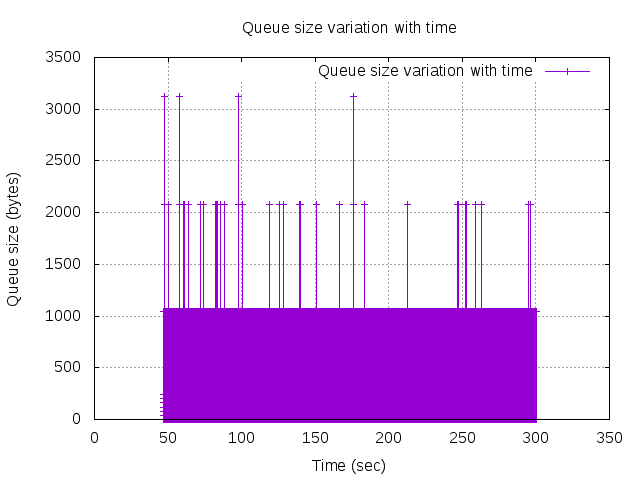 Queue size variation with time
3500
Queue size variation with time
3000
2500
2000
1500
1000
500
0
Queue size (bytes)
0 50 100 150 200 250 300 350
Time (sec)